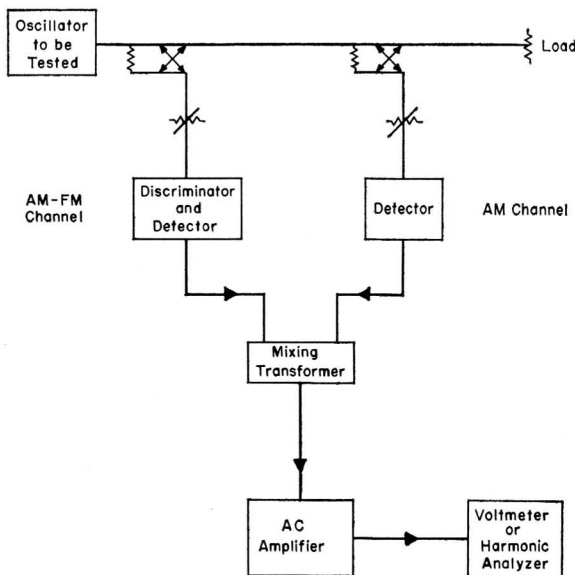 Oscillator
to be
Tested
Load
AM-FM
Channel
Discriminator
and
Detector
Detector
AM Channel
Mixing
Transformer
AC
Amplifier
Voltmeter
or
Harmonic
Analyzer